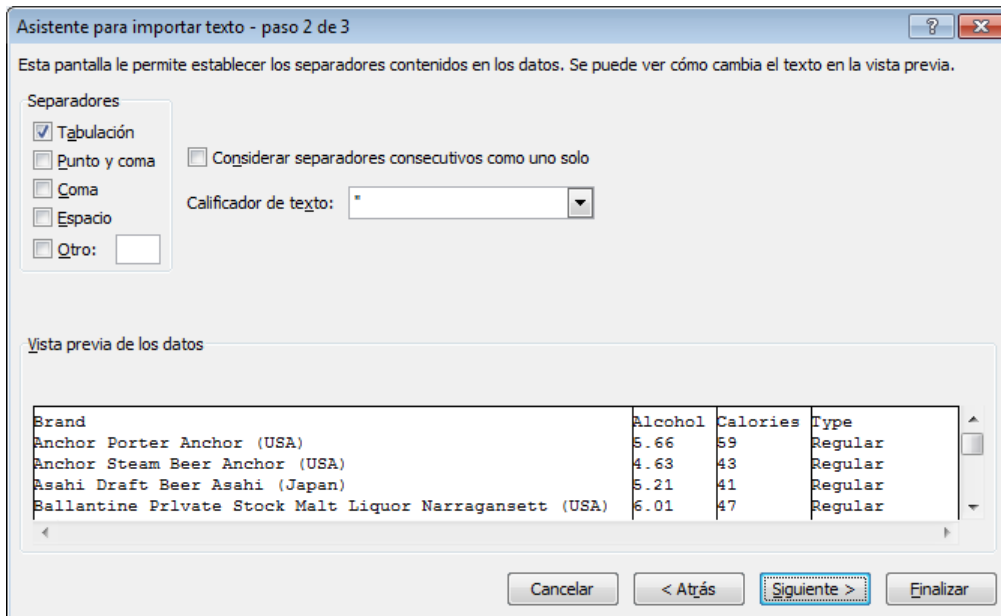 Asistente para importar texto - paso 2 de 3
Esta pantalla le permite establecer los separadores contenidos en los datos. Se puede ver cómo cambia el texto en la vista previa.
Separadores
Tabulación
Punto y coma
Coma
Espacio
Otro:
Considerar separadores consecutivos como uno solo
Calificador de texto: "
Vista previa de los datos
Brand Alcohol Calories Type
Anchor Porter Anchor (USA) 5.66 59 Regular
Anchor Steam Beer Anchor (USA) 4.63 43 Regular
Asahi Draft Beer Asahi (Japan) 5.21 41 Regular
Ballantine Prlvate Stock Malt Liquor Narragansett (USA) 6.01 47 Regular
Cancelar < Atrás Siguiente > Finalizar